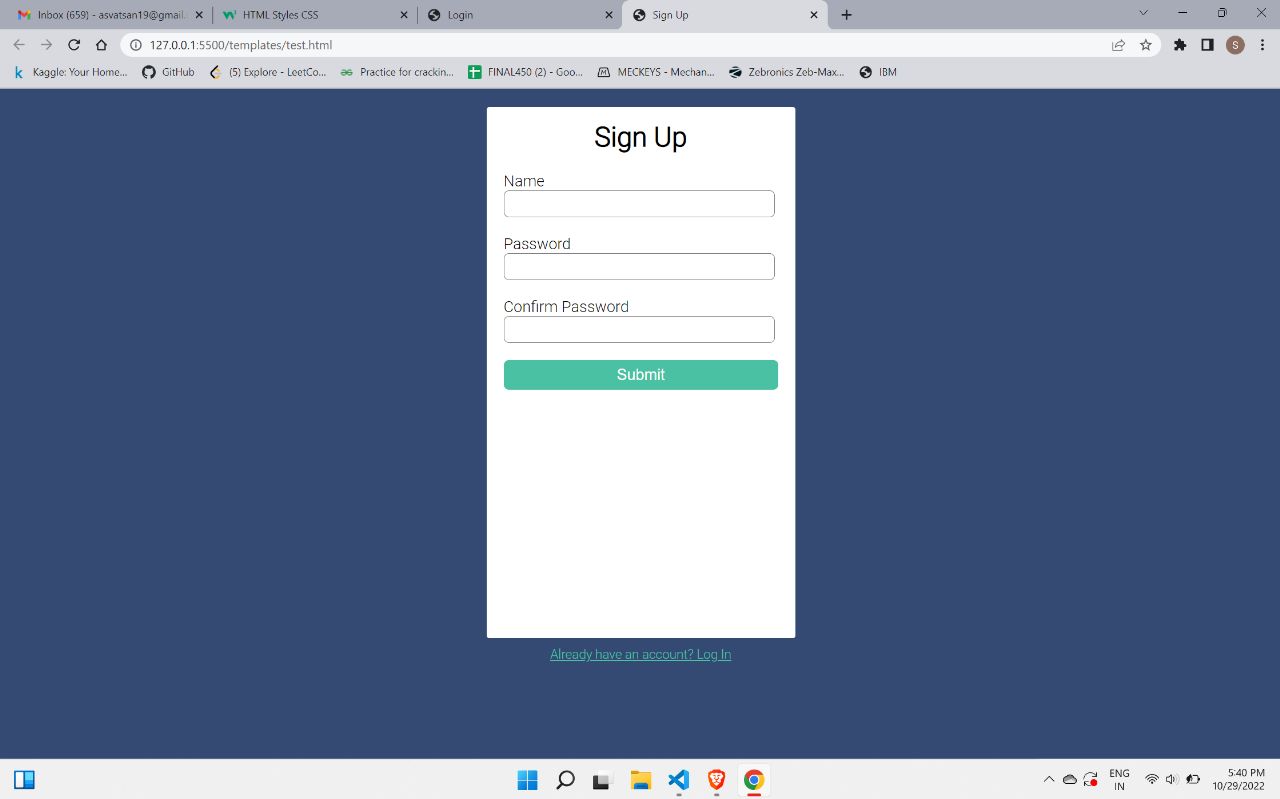 Inbox (659) - asvatsan19@gmail.
HTML Styles CSS
Login
Sign Up
127.0.0.1:5500/templates/test.html
S
Kaggle: Your Home...
GitHub
(5) Explore - LeetCo...
Practice for crackin...
FINAL450 (2) - Goo...
MECKEYS - Mechan...
Zebronics Zeb-Max...
IBM
Sign Up
Name
Password
Confirm Password
Submit
Already have an account? Log In
ENG
IN
5:40 PM
10/29/2022